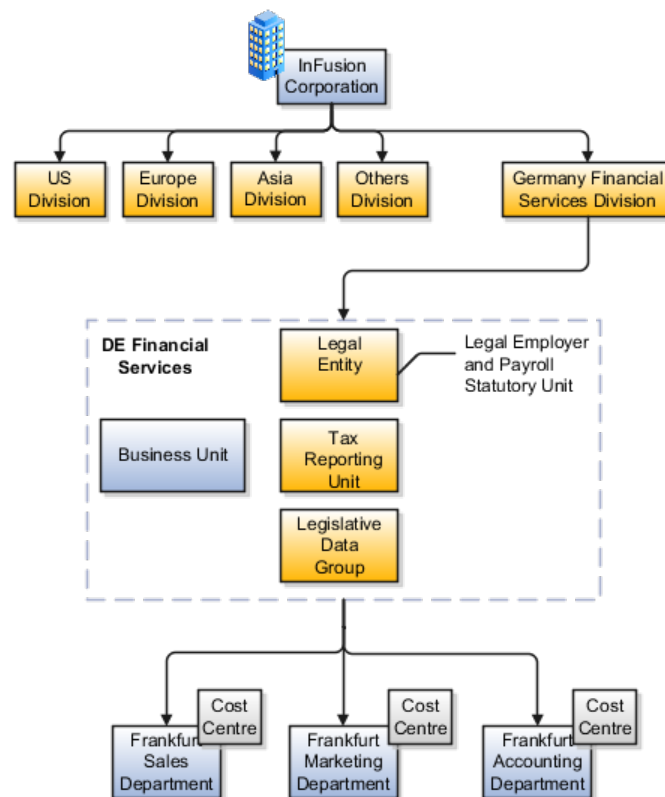 InFusion
Corporation
US
Division
Europe
Division
Asia
Division
Others
Division
Germany Financial
Services Division
DE Financial
Services
Legal
Entity
Legal Employer
and Payroll
Statutory Unit
Business Unit
Tax
Reporting
Unit
Legislative
Data
Group
Cost
Centre
Frankfurt
Sales
Department
Cost
Centre
Frankfurt
Marketing
Department
Cost
Centre
Frankfurt
Accounting
Department